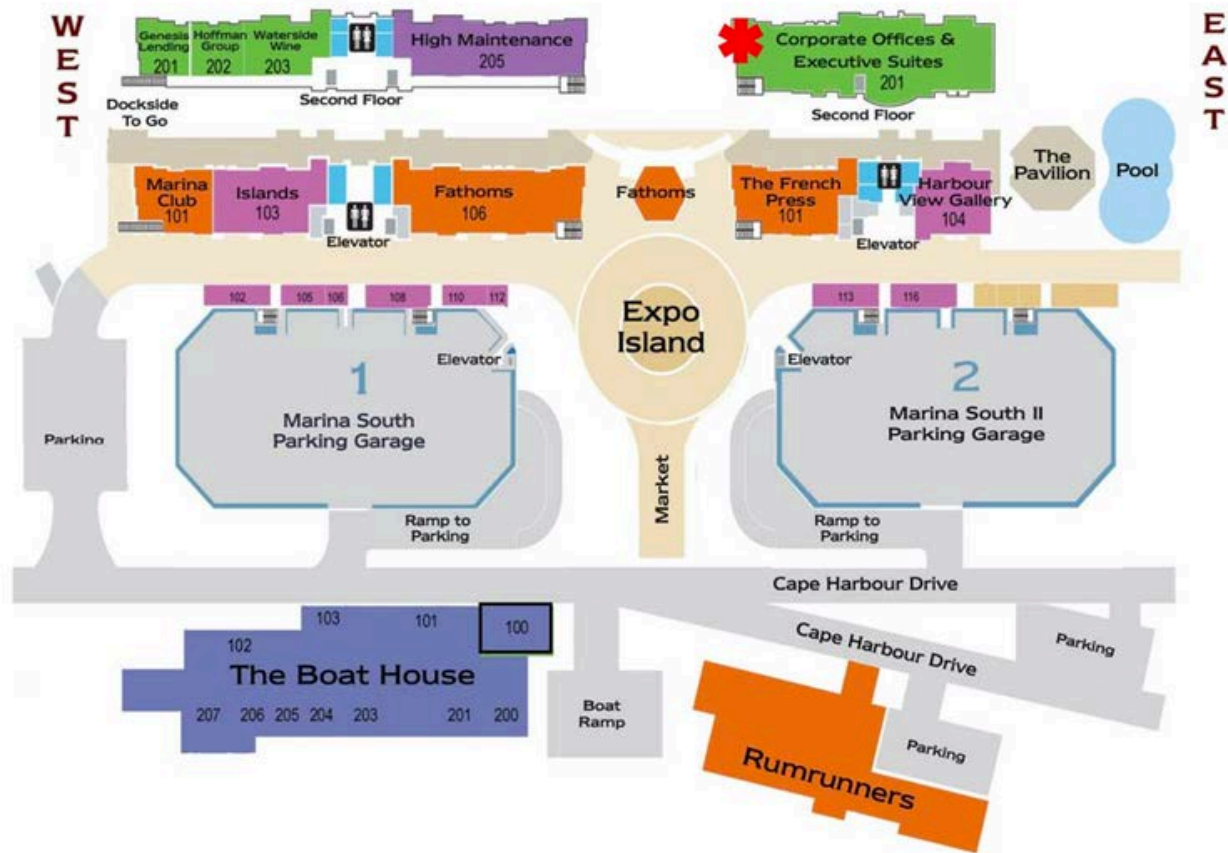 WEST
EAST
Genesis
Lending
201
Hoffman
Group
202
Waterside
Wine
203
High Maintenance
205
Corporate Offices &
Executive Suites
201
Second Floor
Second Floor
Dockside
To Go
Marina
Club
101
Islands
103
Fathoms
106
Fathoms
The French
Press
101
Harbour
View Gallery
104
The
Pavilion
Pool
Elevator
Elevator
102
105
106
108
110
112
113
116
Expo
Island
Elevator
Elevator
1
Marina South
Parking Garage
2
Marina South II
Parking Garage
Parking
Market
Ramp to
Parking
Ramp to
Parking
Cape Harbour Drive
Cape Harbour Drive
Parking
103
101
100
102
The Boat House
207
206
205
204
203
201
200
Boat
Ramp
Parking
Rumrunners